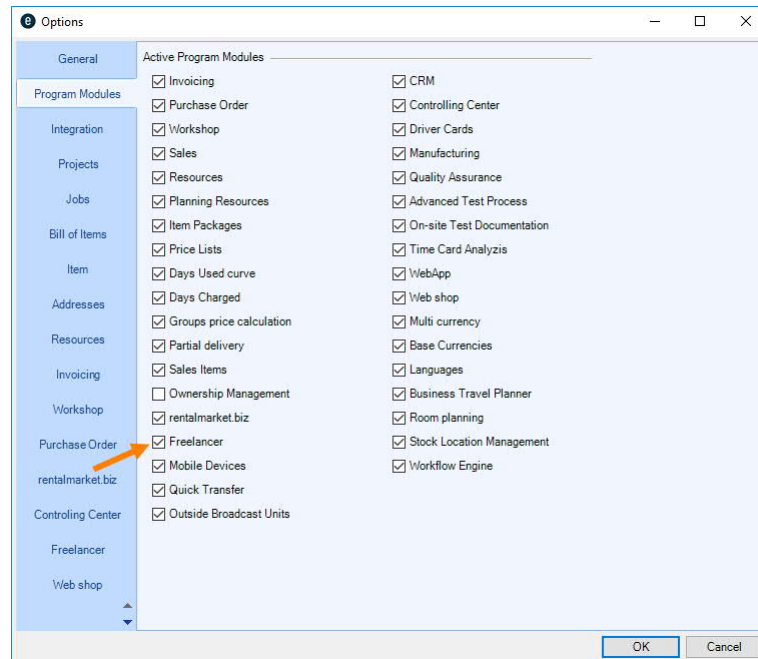 e Options
General
Program Modules
Integration
Projects
Jobs
Bill of Items
Item
Addresses
Resources
Invoicing
Workshop
Purchase Order
rentalmarket.biz
Controling Center
Freelancer
Web shop
Active Program Modules
Invoicing
Purchase Order
Workshop
Sales
Resources
Planning Resources
Item Packages
Price Lists
Days Used curve
Days Charged
Groups price calculation
Partial delivery
Sales Items
Ownership Management
rentalmarket.biz
Freelancer
Mobile Devices
Quick Transfer
Outside Broadcast Units
CRM
Controlling Center
Driver Cards
Manufacturing
Quality Assurance
Advanced Test Process
On-site Test Documentation
Time Card Analyzis
WebApp
Web shop
Multi currency
Base Currencies
Languages
Business Travel Planner
Room planning
Stock Location Management
Workflow Engine
OK
Cancel